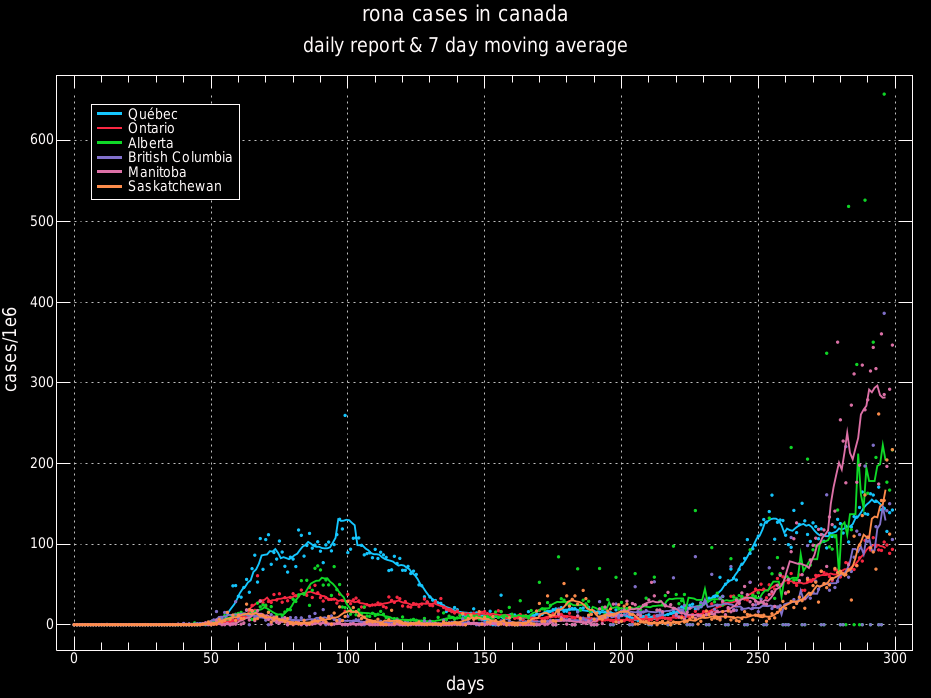 rona cases in canada
daily report & 7 day moving average
Québec
Ontario
Alberta
British Columbia
Manitoba
Saskatchewan
600
500
400
300
200
100
0
cases/1e6
0 50 100 150 200 250 300
days